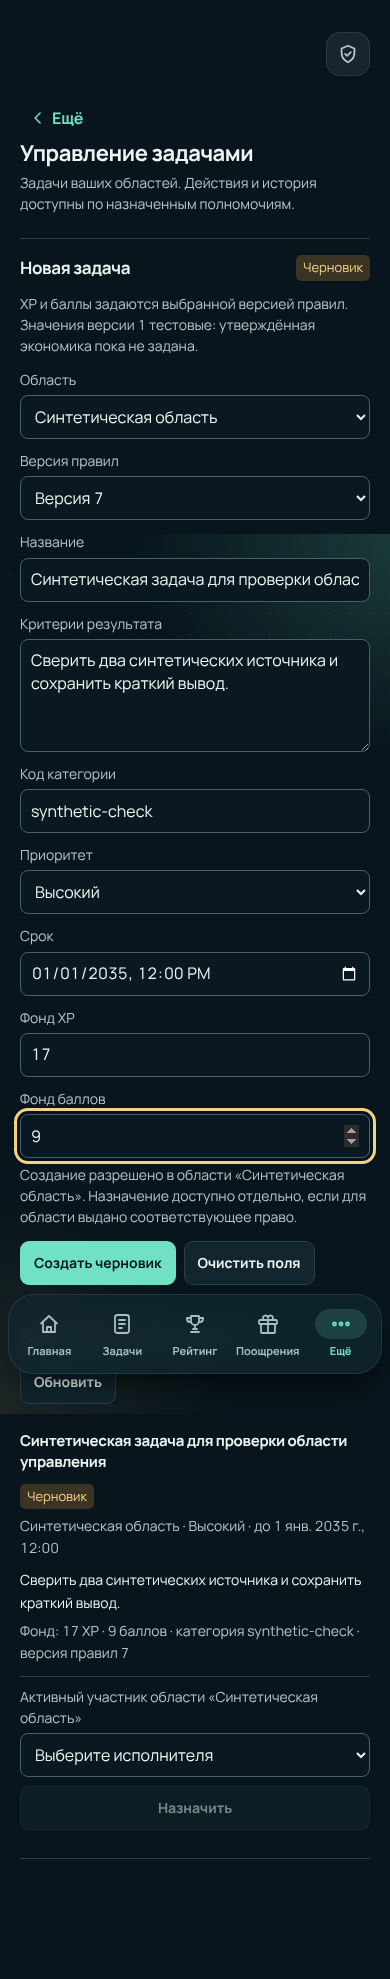 Ещё
Управление задачами
Задачи ваших областей. Действия и история
доступны по назначенным полномочиям.
Новая задача
Черновик
XP и баллы задаются выбранной версией правил.
Значения версии 1 тестовые: утверждённая
экономика пока не задана.
Область
Синтетическая область
Версия правил
Версия 7
Название
Синтетическая задача для проверки облас
Критерии результата
Сверить два синтетических источника и
сохранить краткий вывод.
Код категории
synthetic-check
Приоритет
Высокий
Срок
01/01/2035, 12:00 PM
Фонд XP
17
Фонд баллов
9
Создание разрешено в области «Синтетическая
область». Назначение доступно отдельно, если для
области выдано соответствующее право.
Создать черновик
Очистить поля
Главная
Задачи
Рейтинг
Поощрения
Ещё
Обновить
Синтетическая задача для проверки области
управления
Черновик
Синтетическая область · Высокий · до 1 янв. 2035 г.,
12:00
Сверить два синтетических источника и сохранить
краткий вывод.
Фонд: 17 XP · 9 баллов · категория synthetic-check ·
версия правил 7
Активный участник области «Синтетическая
область»
Выберите исполнителя
Назначить